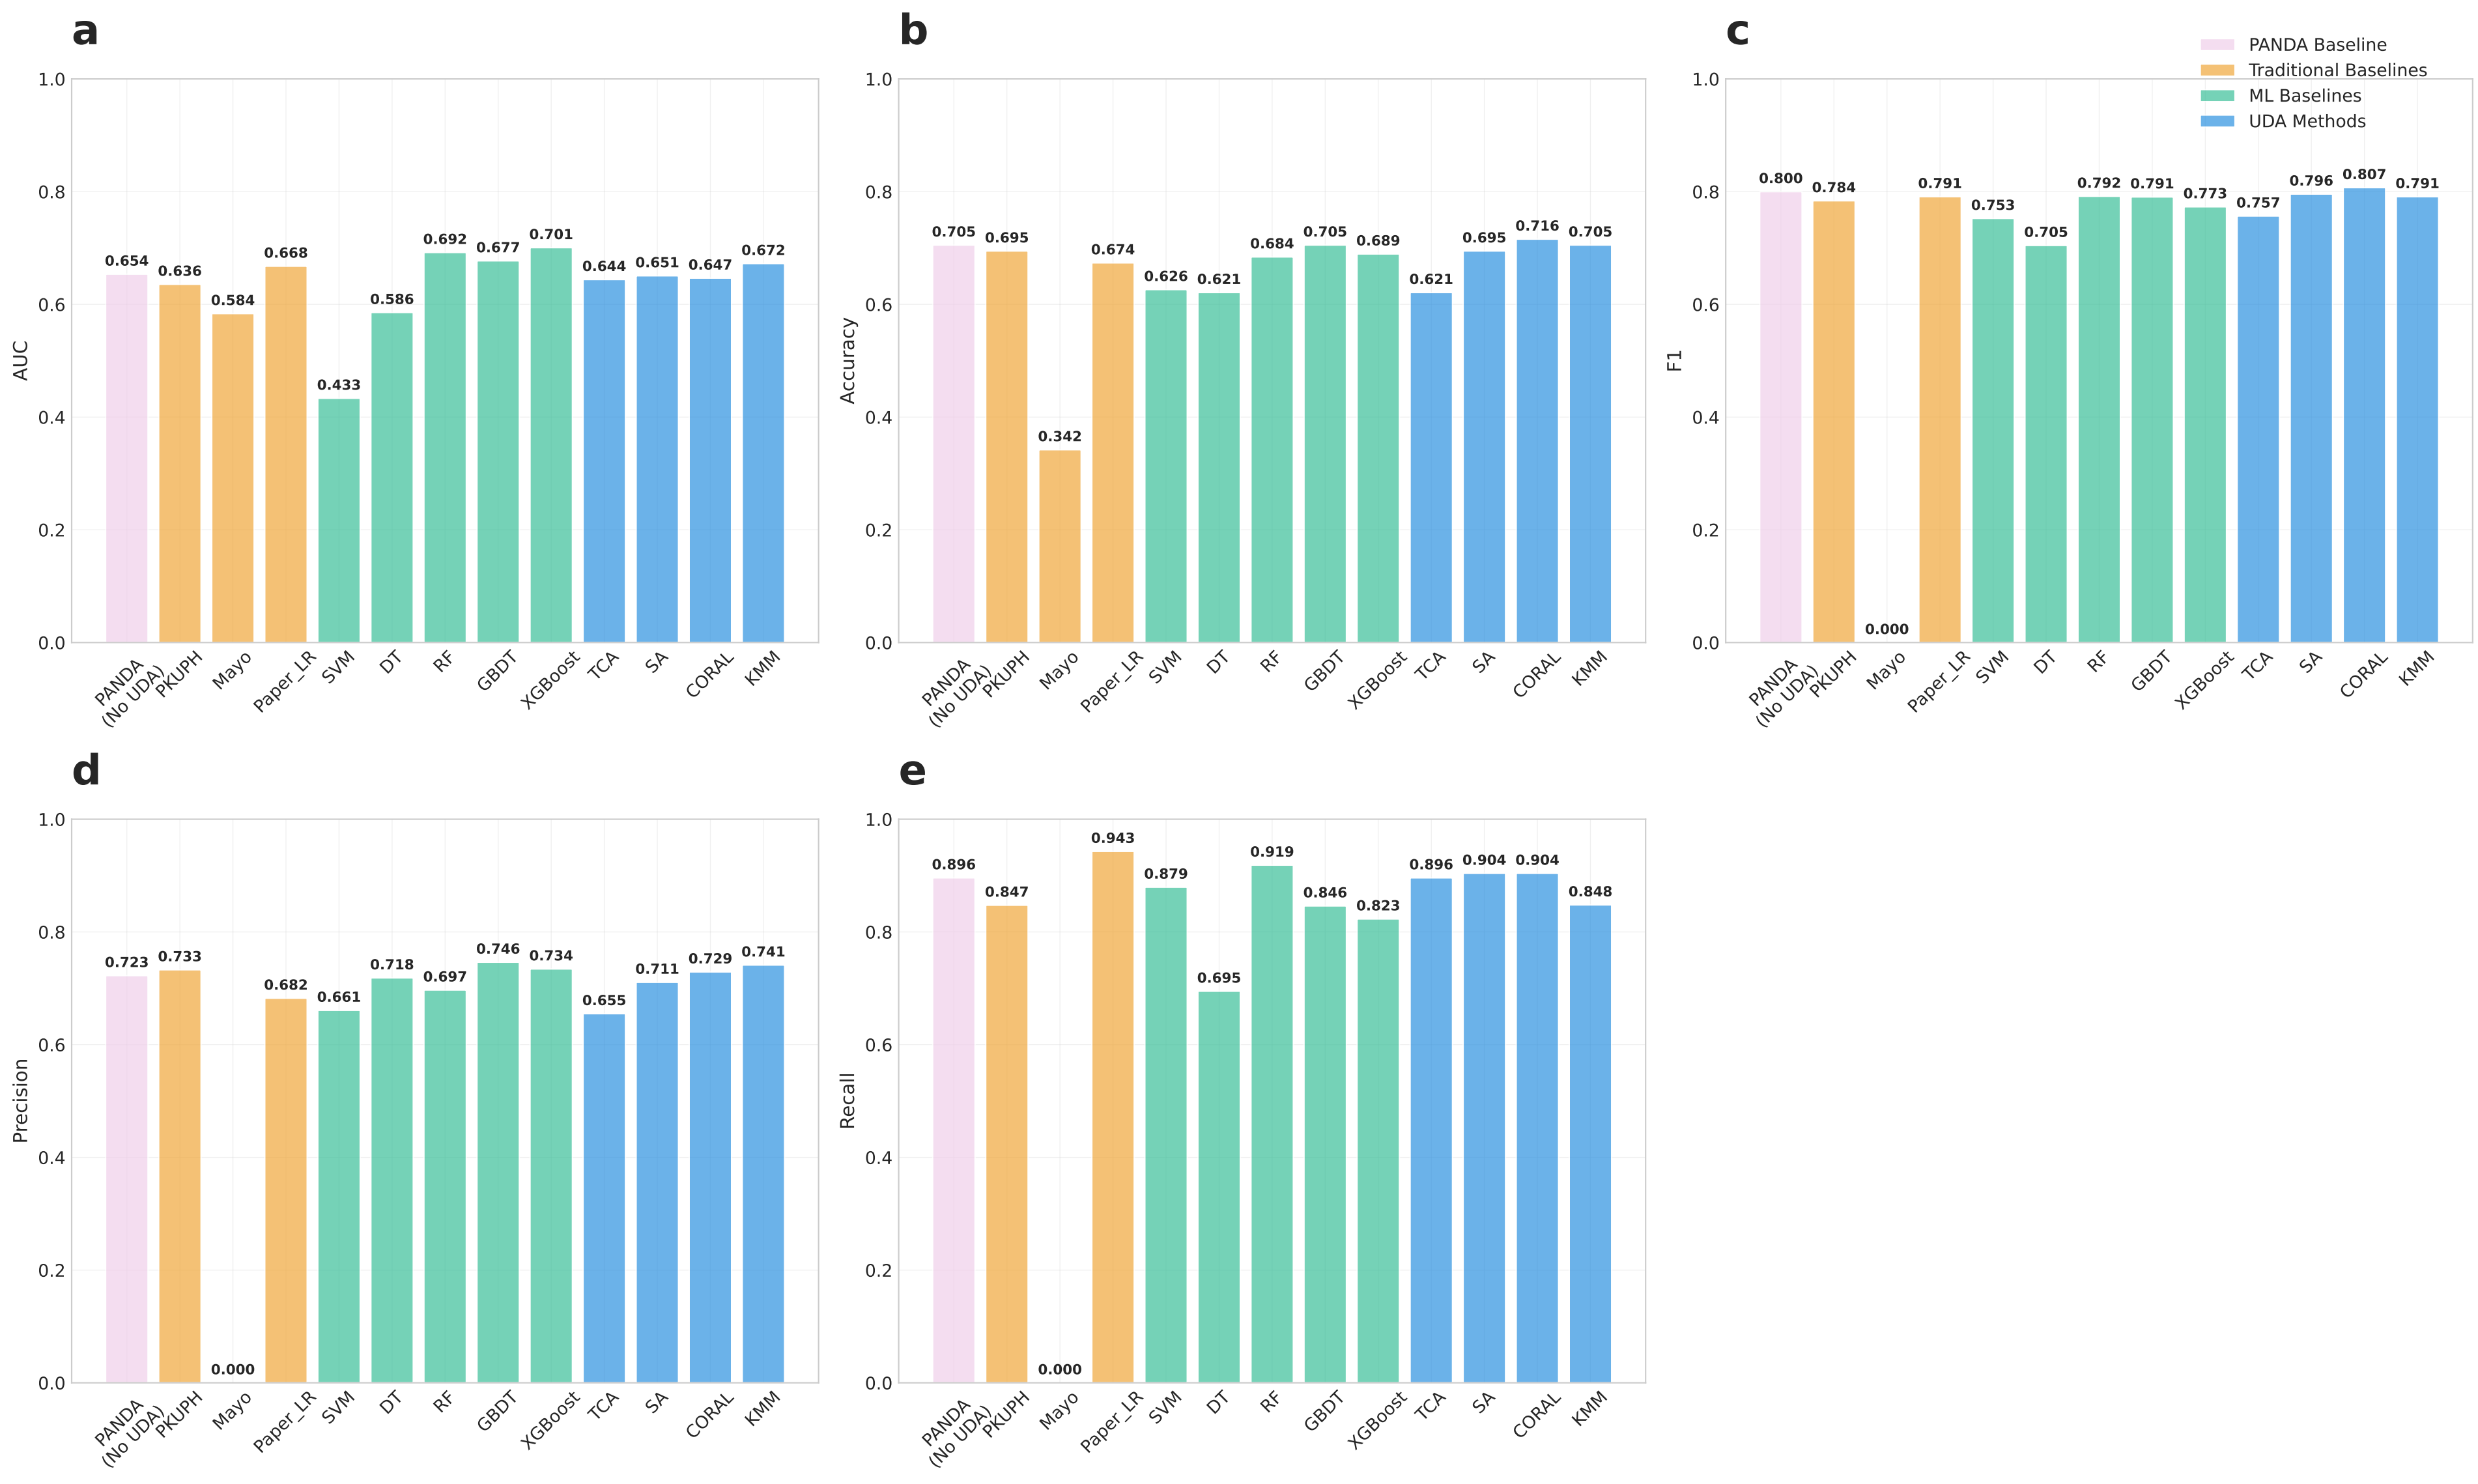 a
AUC
1.0
0.8
0.6
0.4
0.2
0.0
0.654
0.636
0.584
0.668
0.433
0.586
0.692
0.677
0.701
0.644
0.651
0.647
0.672
PANDA
(No UDA)
PKUPH
Mayo
Paper_LR
SVM
DT
RF
GBDT
XGBoost
TCA
SA
CORAL
KMM
b
Accuracy
1.0
0.8
0.6
0.4
0.2
0.0
0.705
0.695
0.342
0.674
0.626
0.621
0.684
0.705
0.689
0.621
0.695
0.716
0.705
PANDA
(No UDA)
PKUPH
Mayo
Paper_LR
SVM
DT
RF
GBDT
XGBoost
TCA
SA
CORAL
KMM
c
PANDA Baseline
Traditional Baselines
ML Baselines
UDA Methods
F1
1.0
0.8
0.6
0.4
0.2
0.0
0.800
0.784
0.000
0.791
0.753
0.705
0.792
0.791
0.773
0.757
0.796
0.807
0.791
PANDA
(No UDA)
PKUPH
Mayo
Paper_LR
SVM
DT
RF
GBDT
XGBoost
TCA
SA
CORAL
KMM
d
Precision
1.0
0.8
0.6
0.4
0.2
0.0
0.723
0.733
0.000
0.682
0.661
0.718
0.697
0.746
0.734
0.655
0.711
0.729
0.741
PANDA
(No UDA)
PKUPH
Mayo
Paper_LR
SVM
DT
RF
GBDT
XGBoost
TCA
SA
CORAL
KMM
e
Recall
1.0
0.8
0.6
0.4
0.2
0.0
0.896
0.847
0.000
0.943
0.879
0.695
0.919
0.846
0.823
0.896
0.904
0.904
0.848
PANDA
(No UDA)
PKUPH
Mayo
Paper_LR
SVM
DT
RF
GBDT
XGBoost
TCA
SA
CORAL
KMM